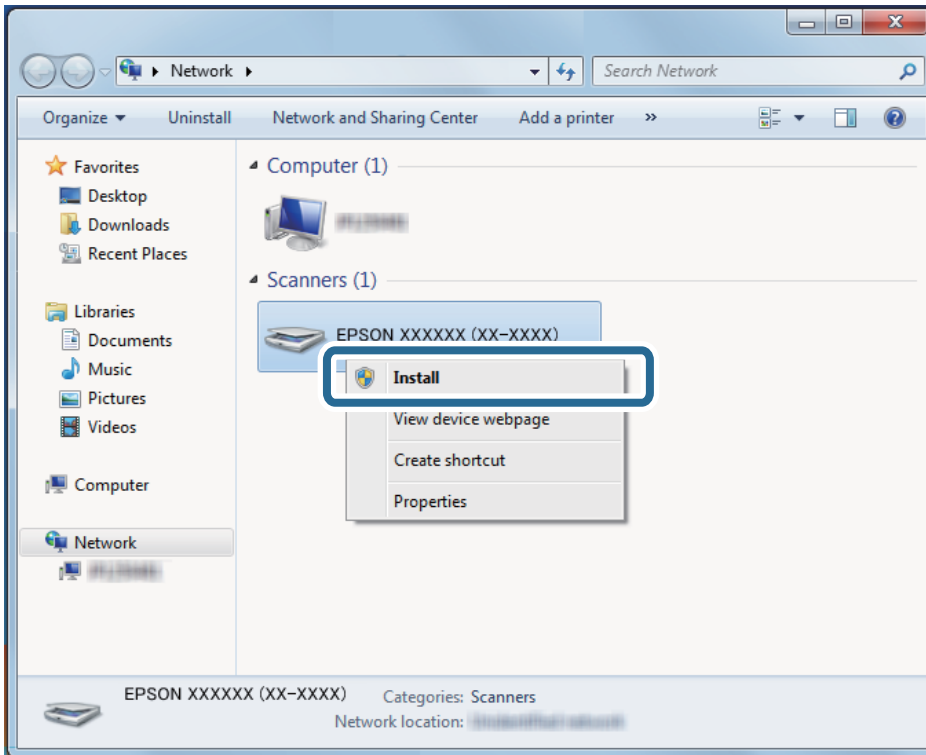 Network
Search Network
Organize Uninstall Network and Sharing Center Add a printer »
Favorites
Desktop
Downloads
Recent Places
Libraries
Documents
Music
Pictures
Videos
Computer
Network
Computer (1)
Scanners (1)
EPSON XXXXXX (XX-XXXX)
Install
View device webpage
Create shortcut
Properties
EPSON XXXXXX (XX-XXXX) Categories: Scanners
Network location: